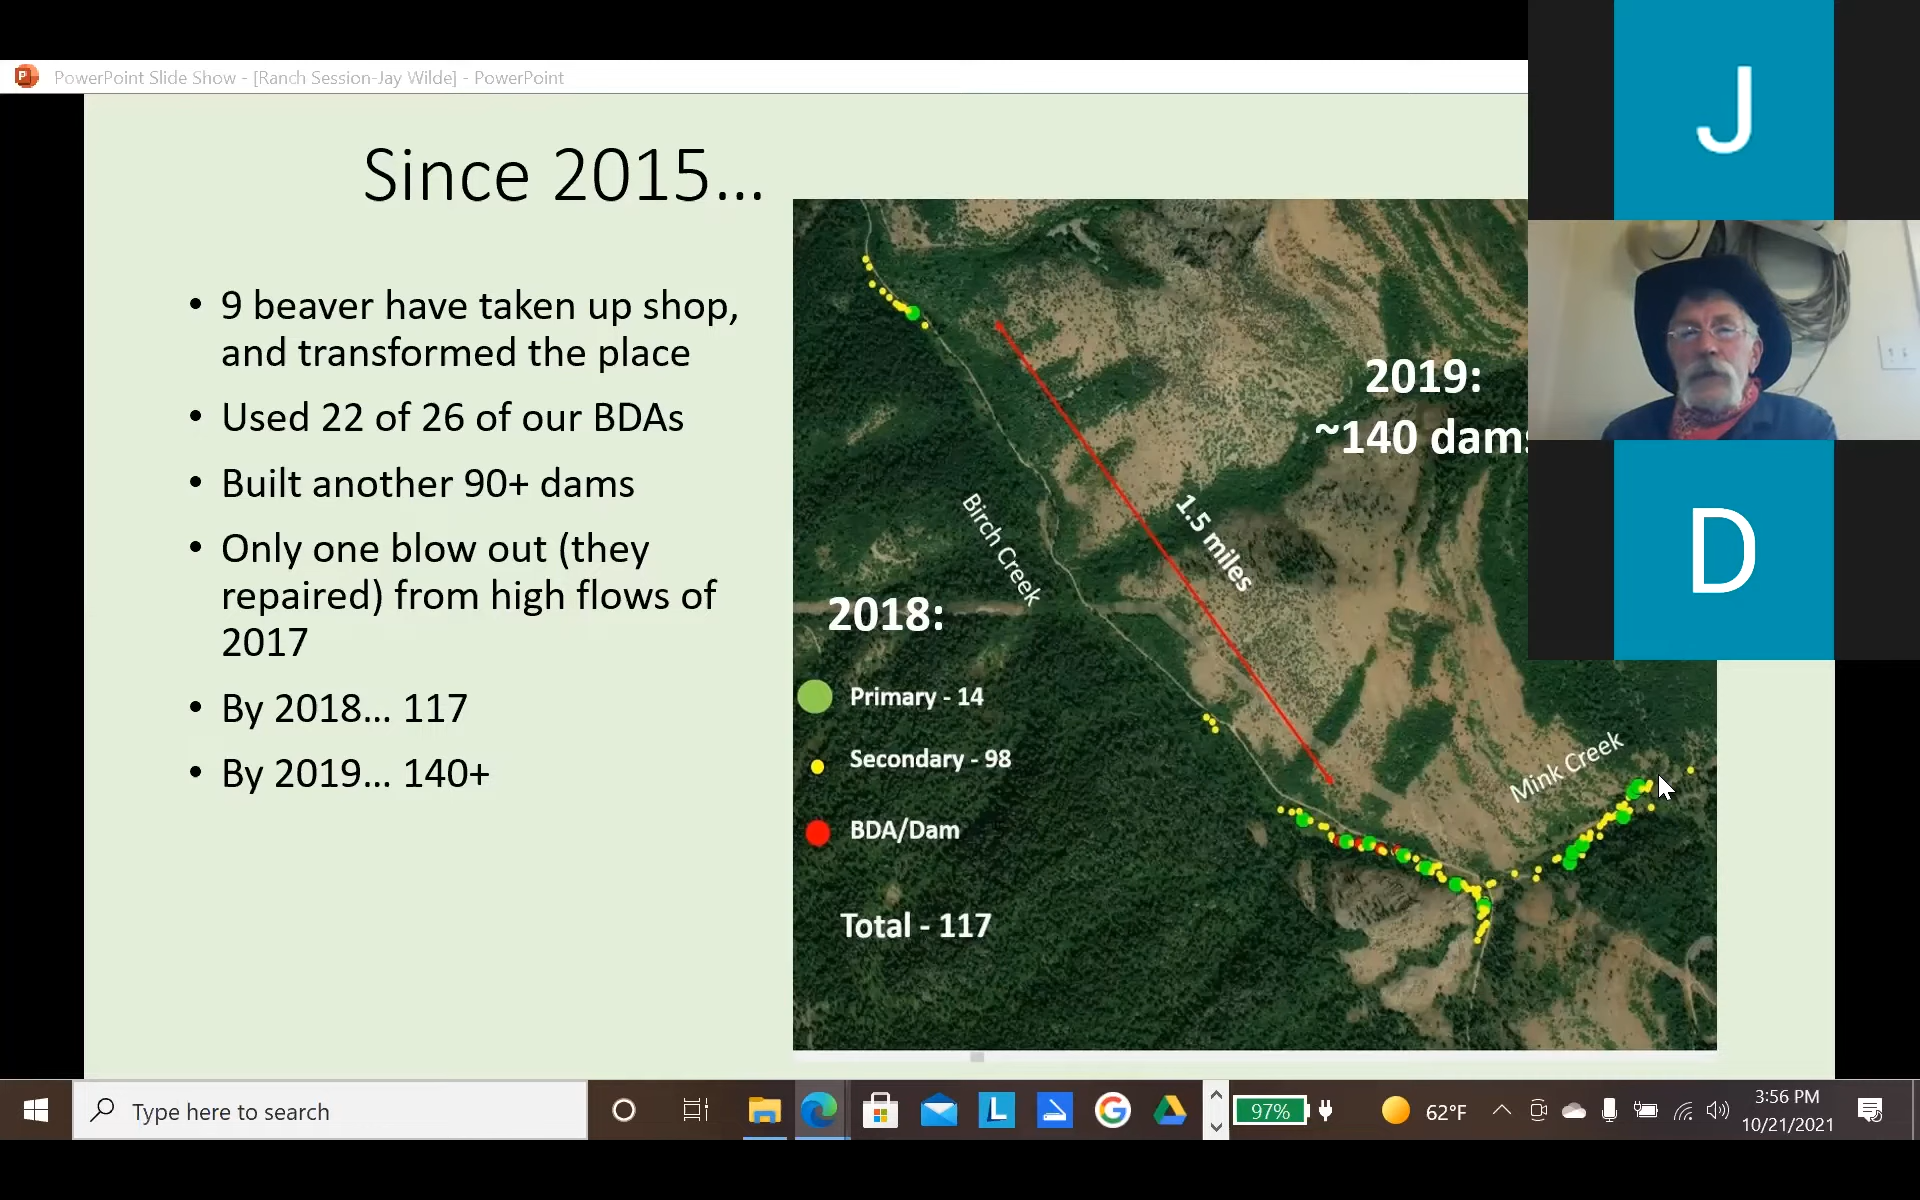 PowerPoint Slide Show - [Ranch Session-Jay Wilde] - PowerPoint
J
Since 2015...
• 9 beaver have taken up shop,
and transformed the place
• Used 22 of 26 of our BDAs
• Built another 90+ dams
• Only one blow out (they
repaired) from high flows of
2017
• By 2018... 117
• By 2019... 140+
2019:
~140 dams
1.5 miles
Birch Creek
2018:
Primary - 14
Secondary - 98
BDA/Dam
Total - 117
Mink Creek
D
Type here to search
L
G
97%
62°F
3:56 PM
10/21/2021